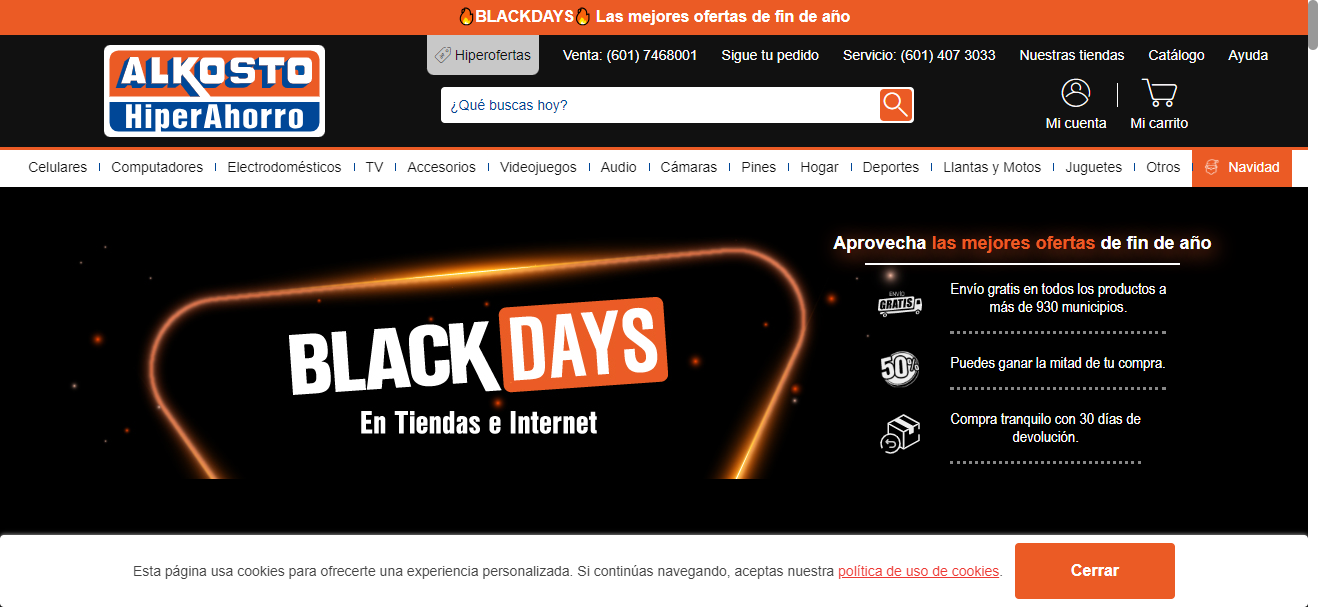 🔥BLACKDAYS🔥 Las mejores ofertas de fin de año
Hiperofertas
Venta: (601) 7468001
Sigue tu pedido
Servicio: (601) 407 3033
Nuestras tiendas
Catálogo
Ayuda
ALKOSTO
HiperAhorro
¿Qué buscas hoy?
Mi cuenta
Mi carrito
Celulares
Computadores
Electrodomésticos
TV
Accesorios
Videojuegos
Audio
Cámaras
Pines
Hogar
Deportes
Llantas y Motos
Juguetes
Otros
Navidad
BLACK DAYS
En Tiendas e Internet
Aprovecha las mejores ofertas de fin de año
ENVÍO
GRATIS
Envío gratis en todos los productos a
más de 930 municipios.
50%
Puedes ganar la mitad de tu compra.
Compra tranquilo con 30 días de
devolución.
Esta página usa cookies para ofrecerte una experiencia personalizada. Si continúas navegando, aceptas nuestra política de uso de cookies.
Cerrar